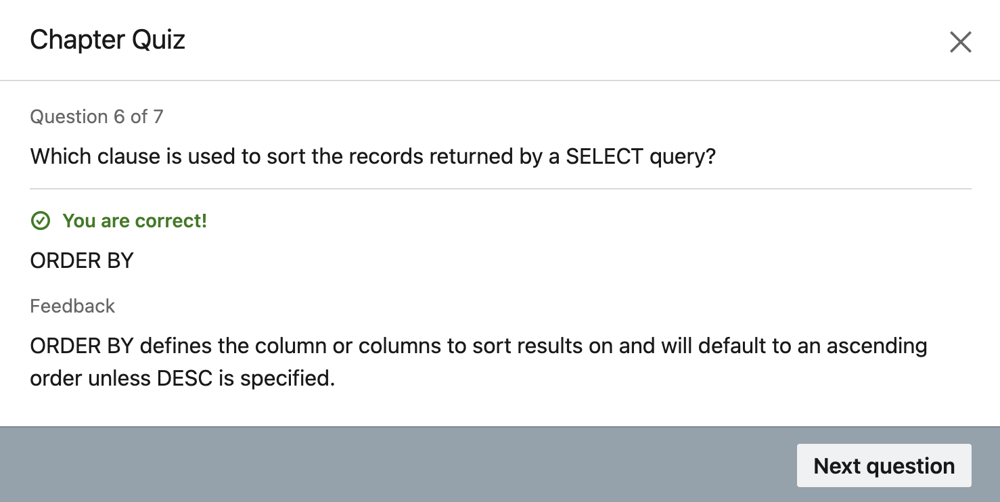 Chapter Quiz
Question 6 of 7
Which clause is used to sort the records returned by a SELECT query?
You are correct!
ORDER BY
Feedback
ORDER BY defines the column or columns to sort results on and will default to an ascending
order unless DESC is specified.
Next question